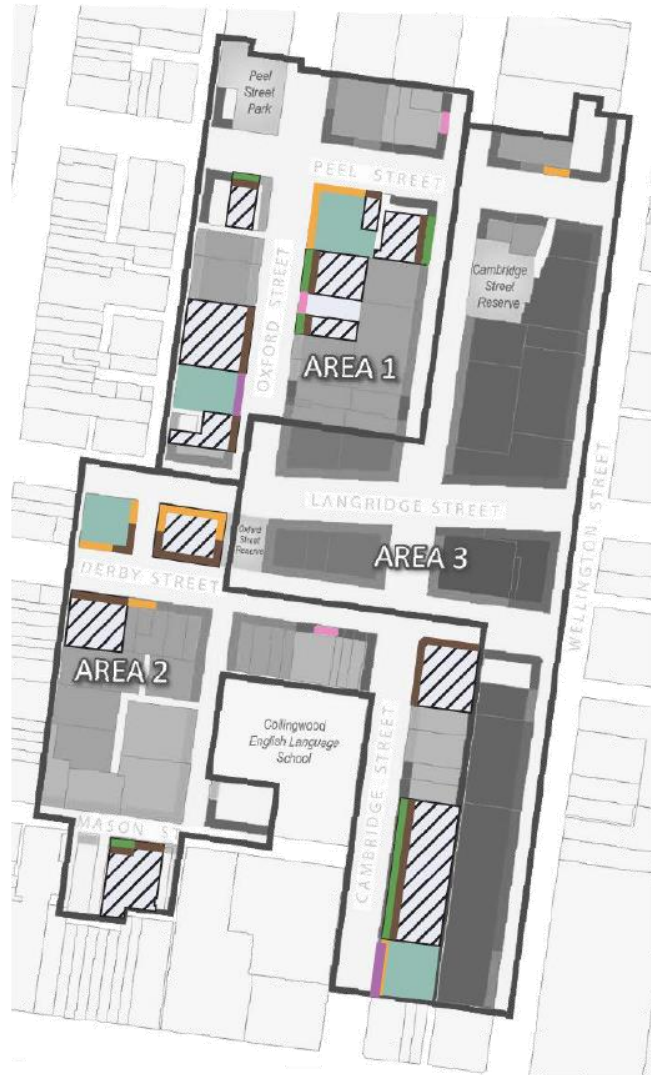 Peel
Street
Park
PEEL STREET
Cambridge
Street
Reserve
OXFORD STREET
AREA 1
LANGRIDGE STREET
Oxford
Street
Reserve
AREA 3
WELLINGTON STREET
DERBY STREET
AREA 2
Collingwood
English Language
School
CAMBRIDGE STREET
MASON ST